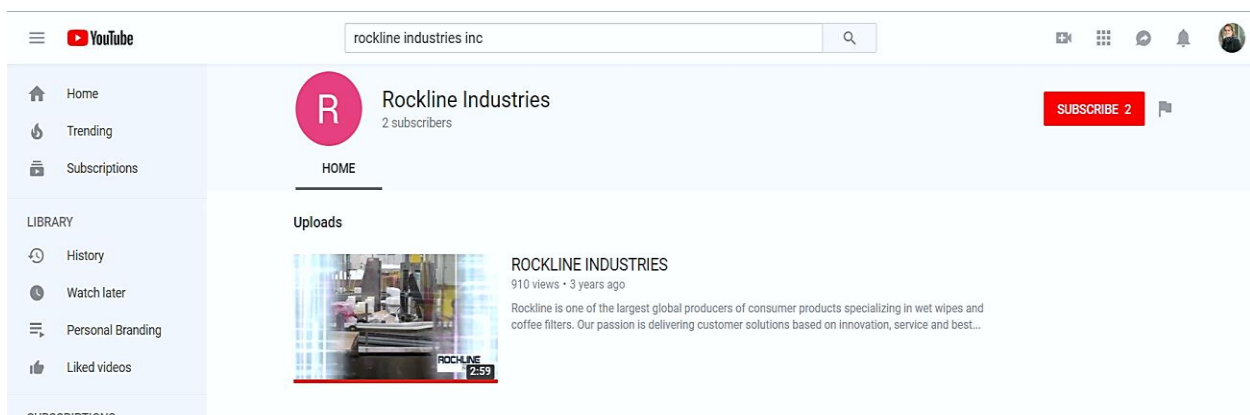 YouTube
rockline industries inc
Home
Trending
Subscriptions
LIBRARY
History
Watch later
Personal Branding
Liked videos
R
Rockline Industries
2 subscribers
SUBSCRIBE 2
HOME
Uploads
ROCKLINE
2:59
ROCKLINE INDUSTRIES
910 views • 3 years ago
Rockline is one of the largest global producers of consumer products specializing in wet wipes and
coffee filters. Our passion is delivering customer solutions based on innovation, service and best...